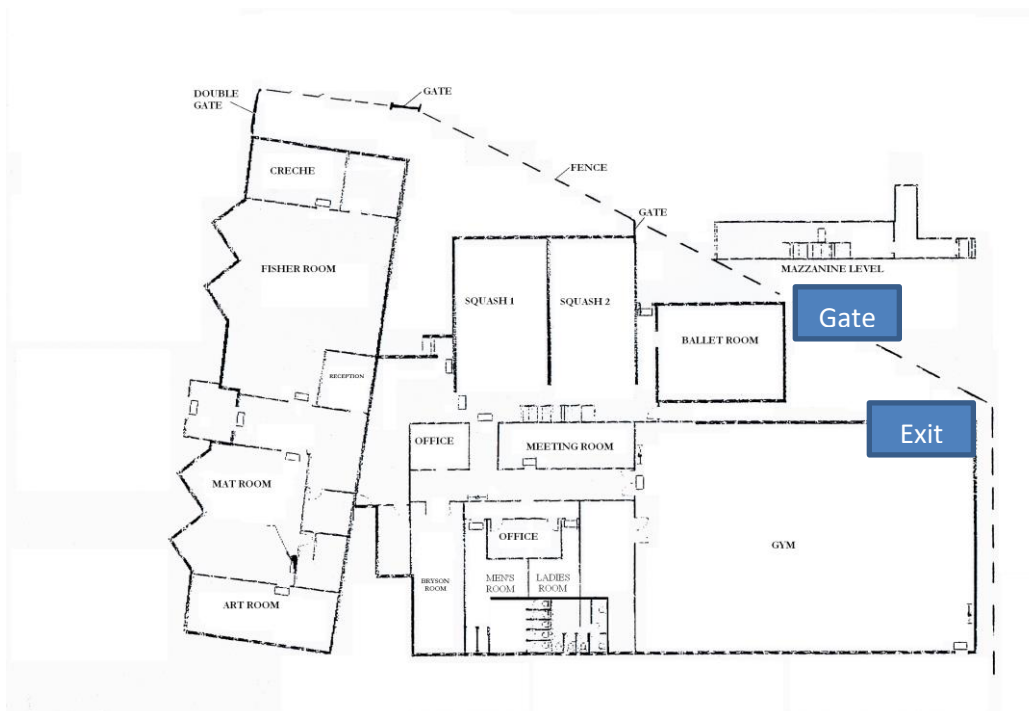 DOUBLE
GATE
GATE
CRECHE
FENCE
GATE
FISHER ROOM
MAZZANINE LEVEL
SQUASH 1
SQUASH 2
Gate
BALLET ROOM
RECEPTION
Exit
OFFICE
MEETING ROOM
MAT ROOM
OFFICE
GYM
BRYSON
ROOM
MEN'S
ROOM
LADIES
ROOM
ART ROOM